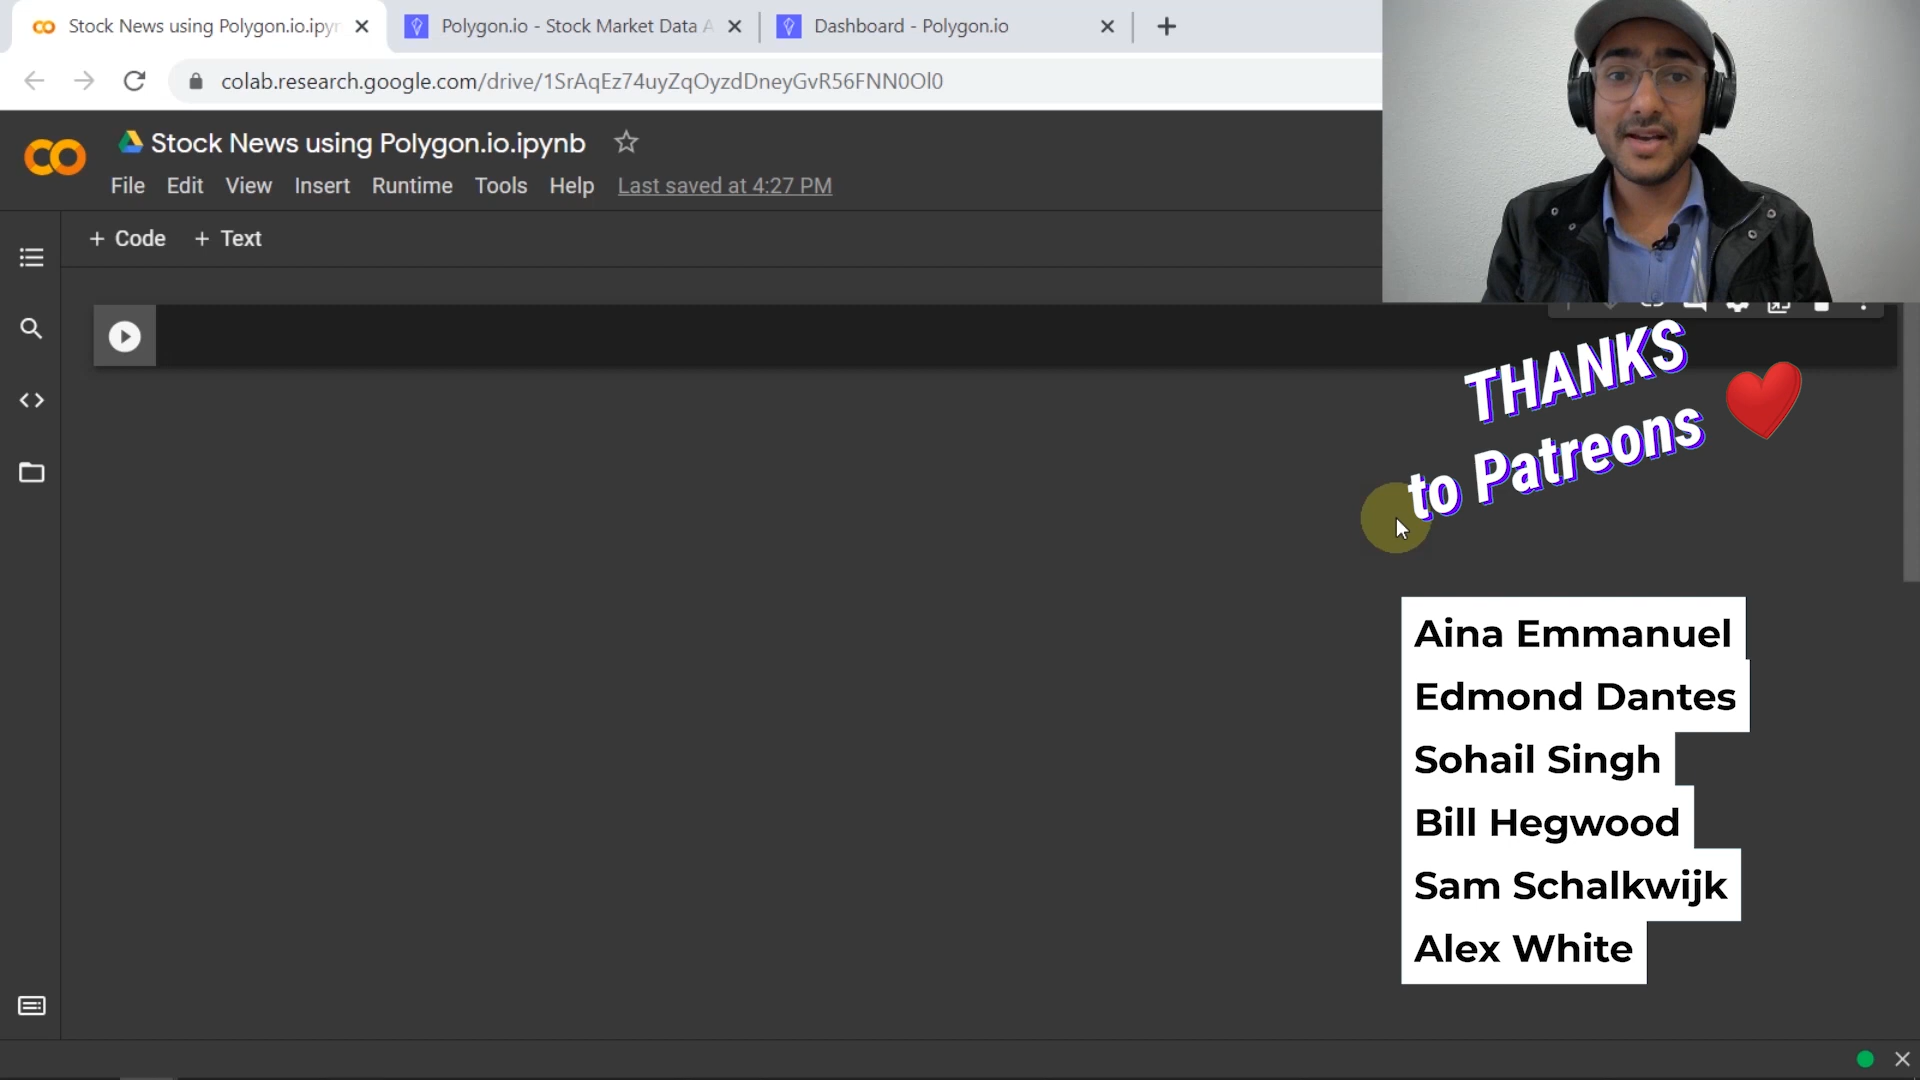 Stock News using Polygon.io.ipyn
Polygon.io - Stock Market Data A
Dashboard - Polygon.io
colab.research.google.com/drive/1SrAqEz74uyZqOyzdDneyGvR56FNN0Ol0
Stock News using Polygon.io.ipynb
File Edit View Insert Runtime Tools Help Last saved at 4:27 PM
+ Code + Text
THANKS
to Patreons
Aina Emmanuel
Edmond Dantes
Sohail Singh
Bill Hegwood
Sam Schalkwijk
Alex White